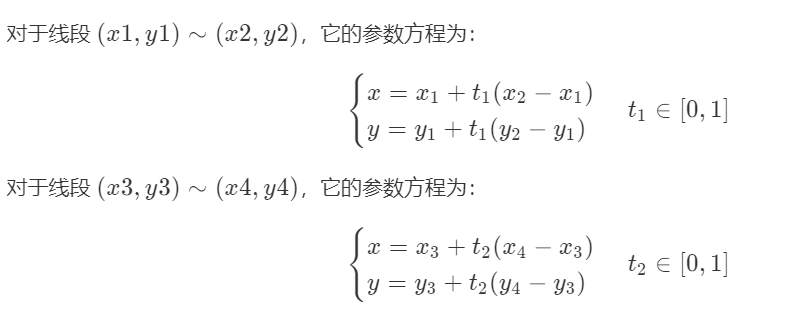 对于线段 (x1, y1) ∼ (x2, y2)，它的参数方程为：
{ x = x₁ + t₁(x₂ − x₁)
y = y₁ + t₁(y₂ − y₁) t₁ ∈ [0, 1]
对于线段 (x3, y3) ∼ (x4, y4)，它的参数方程为：
{ x = x₃ + t₂(x₄ − x₃)
y = y₃ + t₂(y₄ − y₃) t₂ ∈ [0, 1]